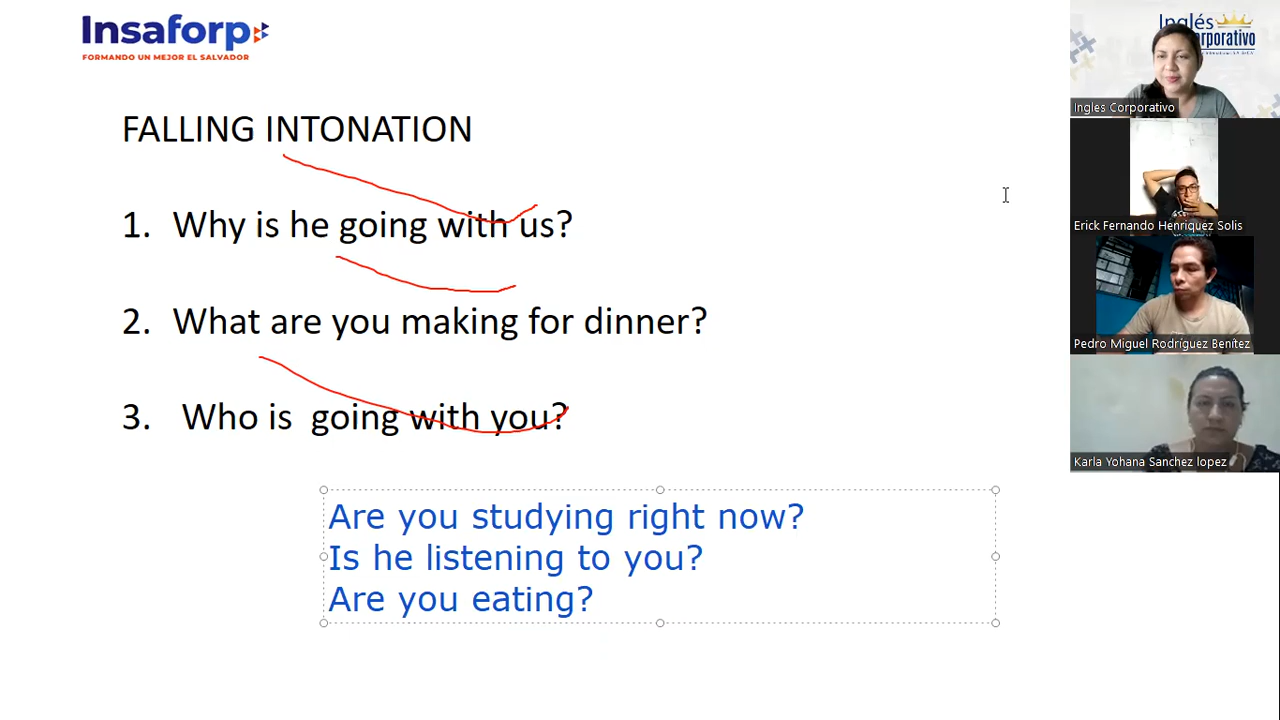 Insaforp
FORMANDO UN MEJOR EL SALVADOR
FALLING INTONATION
1. Why is he going with us?
2. What are you making for dinner?
3. Who is going with you?
Are you studying right now?
Is he listening to you?
Are you eating?
Inglés
Corporativo
Ingles Corporativo
Erick Fernando Henriquez Solis
Pedro Miguel Rodríguez Benítez
Karla Yohana Sanchez lopez